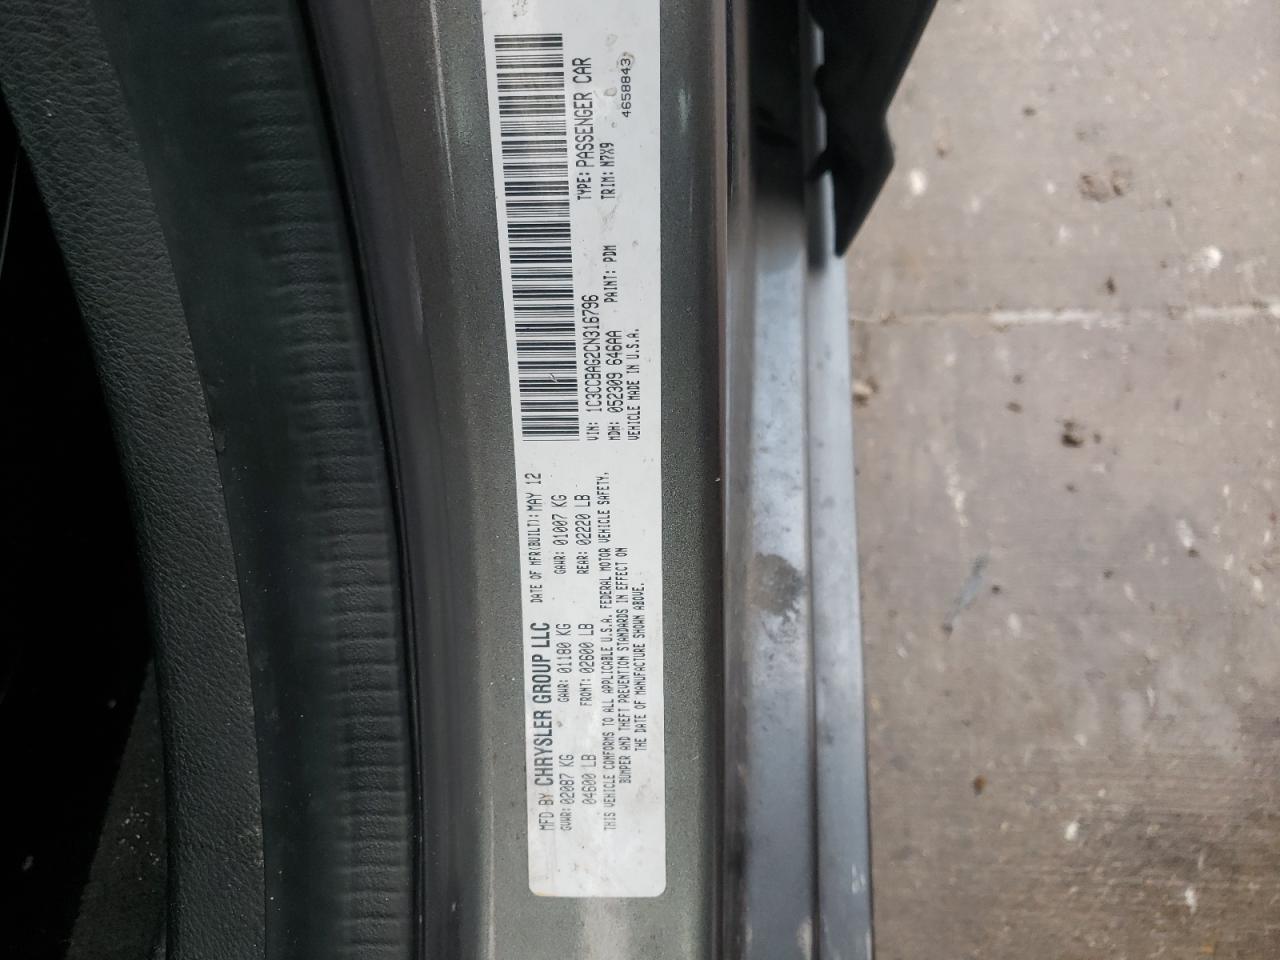 MFD BY CHRYSLER GROUP LLC DATE OF MFR(BUILT): MAY 12
GVWR: 02087 KG GAWR: 01180 KG GAWR: 01007 KG
04600 LB FRONT: 02600 LB REAR: 02220 LB
THIS VEHICLE CONFORMS TO ALL APPLICABLE U.S.A. FEDERAL MOTOR VEHICLE SAFETY,
BUMPER AND THEFT PREVENTION STANDARDS IN EFFECT ON
THE DATE OF MANUFACTURE SHOWN ABOVE.
VIN: 1C3CCBAG2CN316796 TYPE: PASSENGER CAR
MDH: 052309 646AA PAINT: PDM TRIM: N7X9
VEHICLE MADE IN U.S.A. 4658843